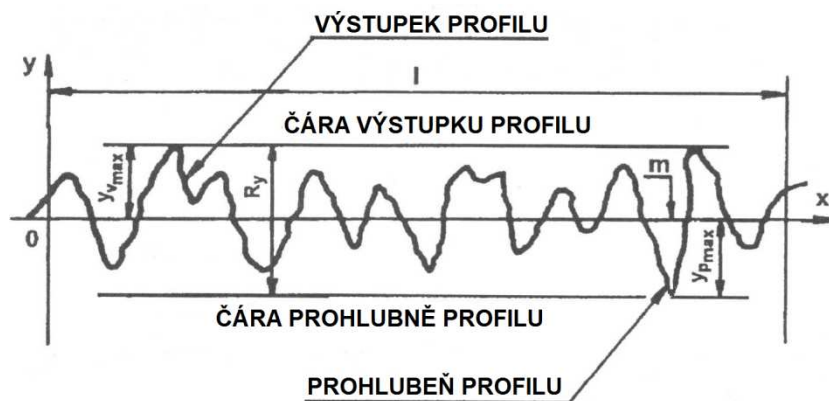 VÝSTUPEK PROFILU
y
l
ČÁRA VÝSTUPKU PROFILU
yvmax
Ry
m
x
0
ypmax
ČÁRA PROHLUBNĚ PROFILU
PROHLUBEŇ PROFILU